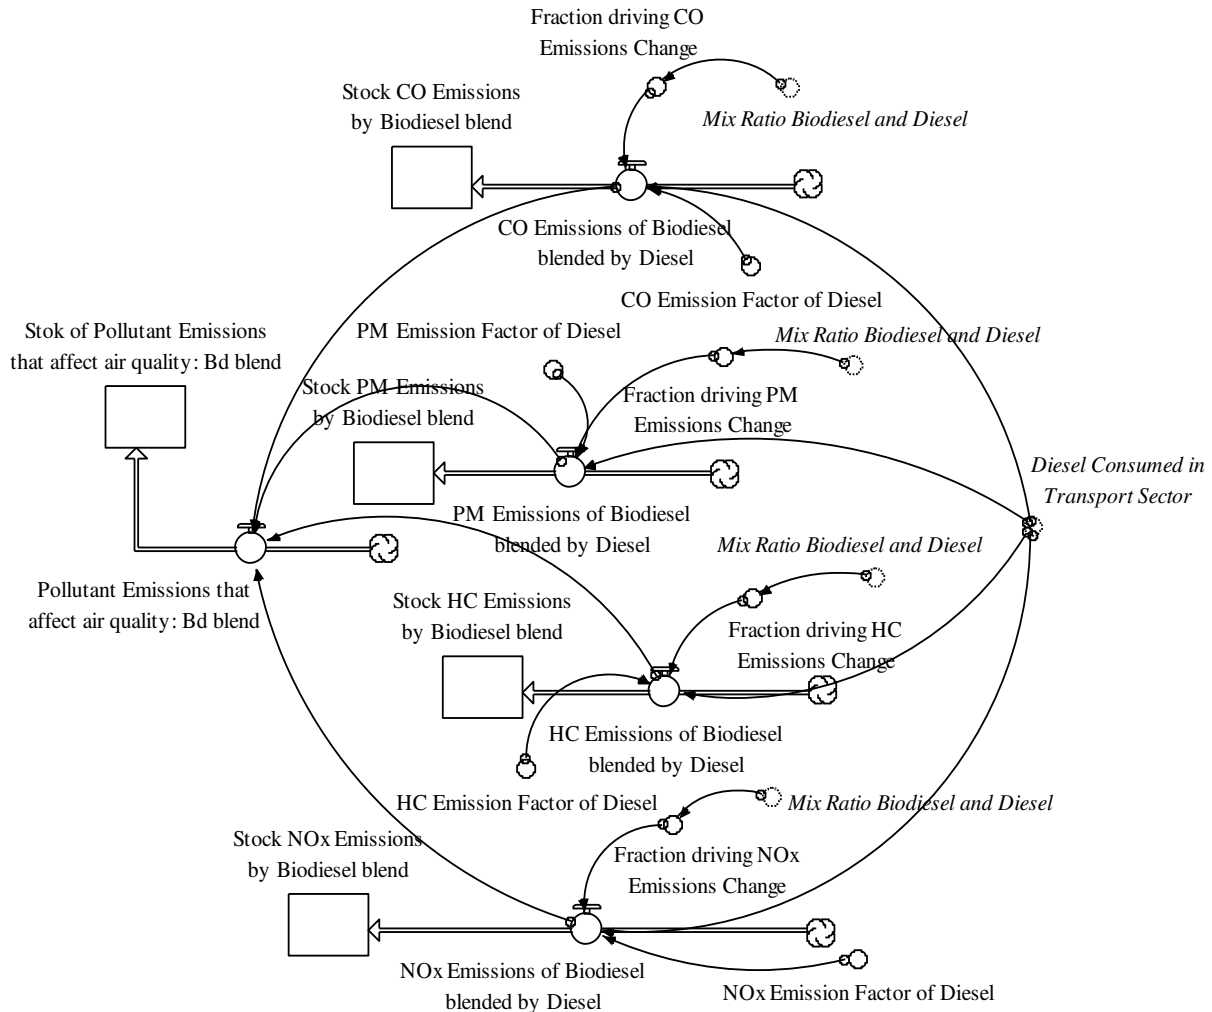 Fraction driving CO
Emissions Change
Stock CO Emissions
by Biodiesel blend
Mix Ratio Biodiesel and Diesel
CO Emissions of Biodiesel
blended by Diesel
CO Emission Factor of Diesel
Stok of Pollutant Emissions
that affect air quality: Bd blend
PM Emission Factor of Diesel
Mix Ratio Biodiesel and Diesel
Stock PM Emissions
by Biodiesel blend
Fraction driving PM
Emissions Change
Diesel Consumed in
Transport Sector
PM Emissions of Biodiesel
blended by Diesel
Mix Ratio Biodiesel and Diesel
Pollutant Emissions that
affect air quality: Bd blend
Stock HC Emissions
by Biodiesel blend
Fraction driving HC
Emissions Change
HC Emissions of Biodiesel
blended by Diesel
HC Emission Factor of Diesel
Mix Ratio Biodiesel and Diesel
Stock NOx Emissions
by Biodiesel blend
Fraction driving NOx
Emissions Change
NOx Emissions of Biodiesel
blended by Diesel
NOx Emission Factor of Diesel